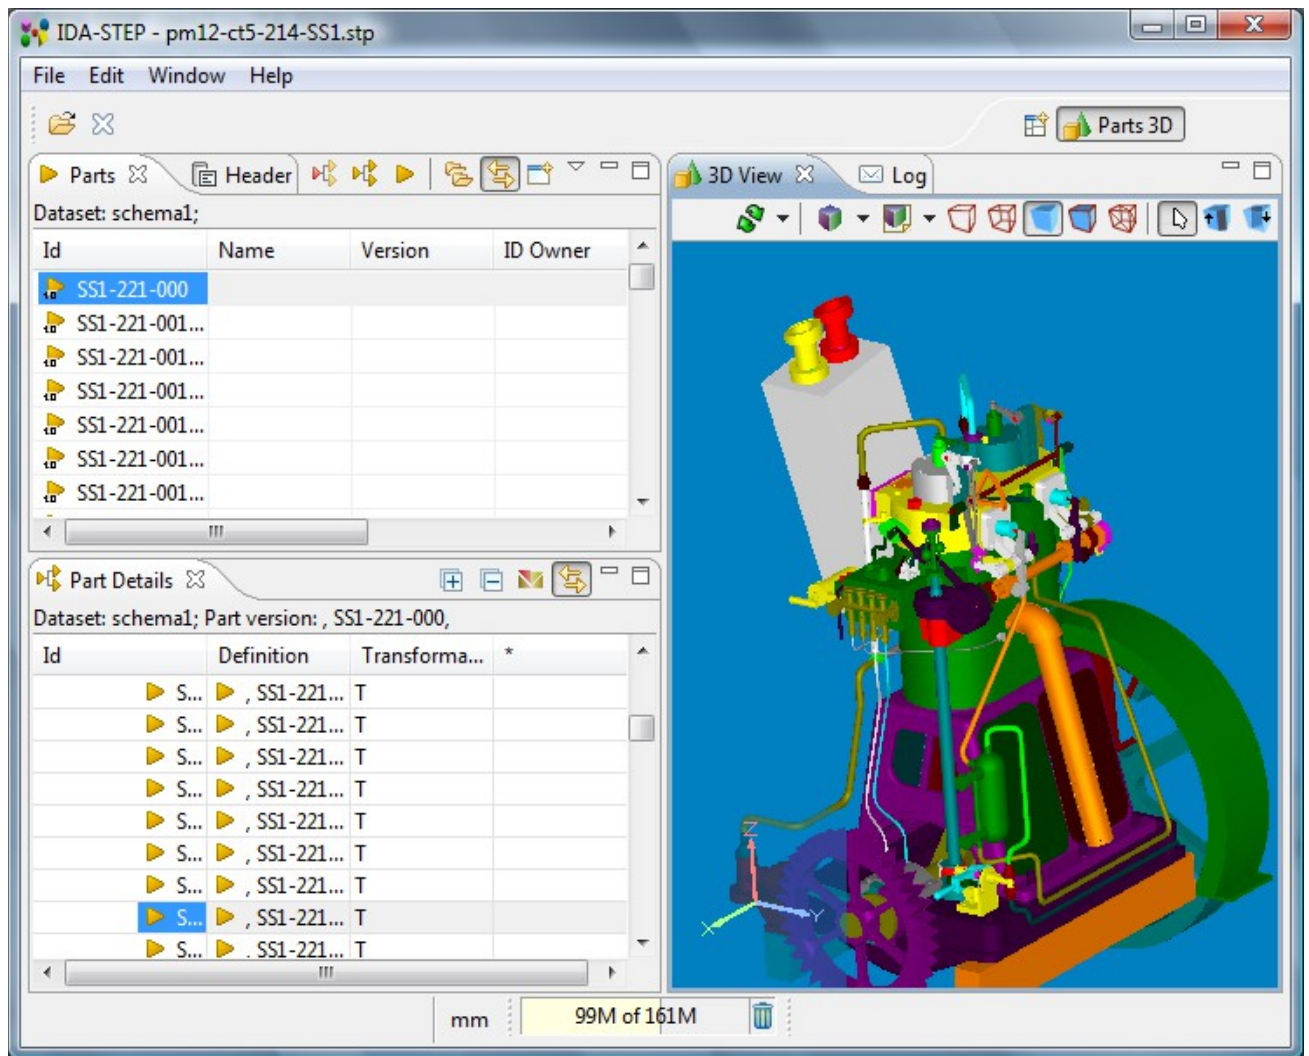 IDA-STEP - pm12-ct5-214-SS1.stp
File Edit Window Help
Parts 3D
Parts Header
Dataset: schema1;
Id Name Version ID Owner
SS1-221-000
SS1-221-001...
SS1-221-001...
SS1-221-001...
SS1-221-001...
SS1-221-001...
SS1-221-001...
Part Details
Dataset: schema1; Part version: , SS1-221-000,
Id Definition Transforma... *
S... , SS1-221... T
S... , SS1-221... T
S... , SS1-221... T
S... , SS1-221... T
S... , SS1-221... T
S... , SS1-221... T
S... , SS1-221... T
S... , SS1-221... T
S... , SS1-221... T
3D View Log
Z
X Y
mm 99M of 161M